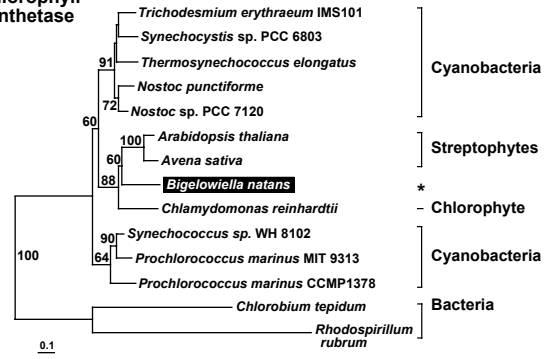 nthetase
Trichodesmium erythraeum IMS101
Synechocystis sp. PCC 6803
91
Thermosynechococcus elongatus
Cyanobacteria
Nostoc punctiforme
72
Nostoc sp. PCC 7120
60
100
Arabidopsis thaliana
Streptophytes
60
Avena sativa
88
Bigelowiella natans
*
Chlamydomonas reinhardtii
Chlorophyte
Synechococcus sp. WH 8102
90
100
Prochlorococcus marinus MIT 9313
Cyanobacteria
64
Prochlorococcus marinus CCMP1378
Chlorobium tepidum
Bacteria
Rhodospirillum
rubrum
0.1